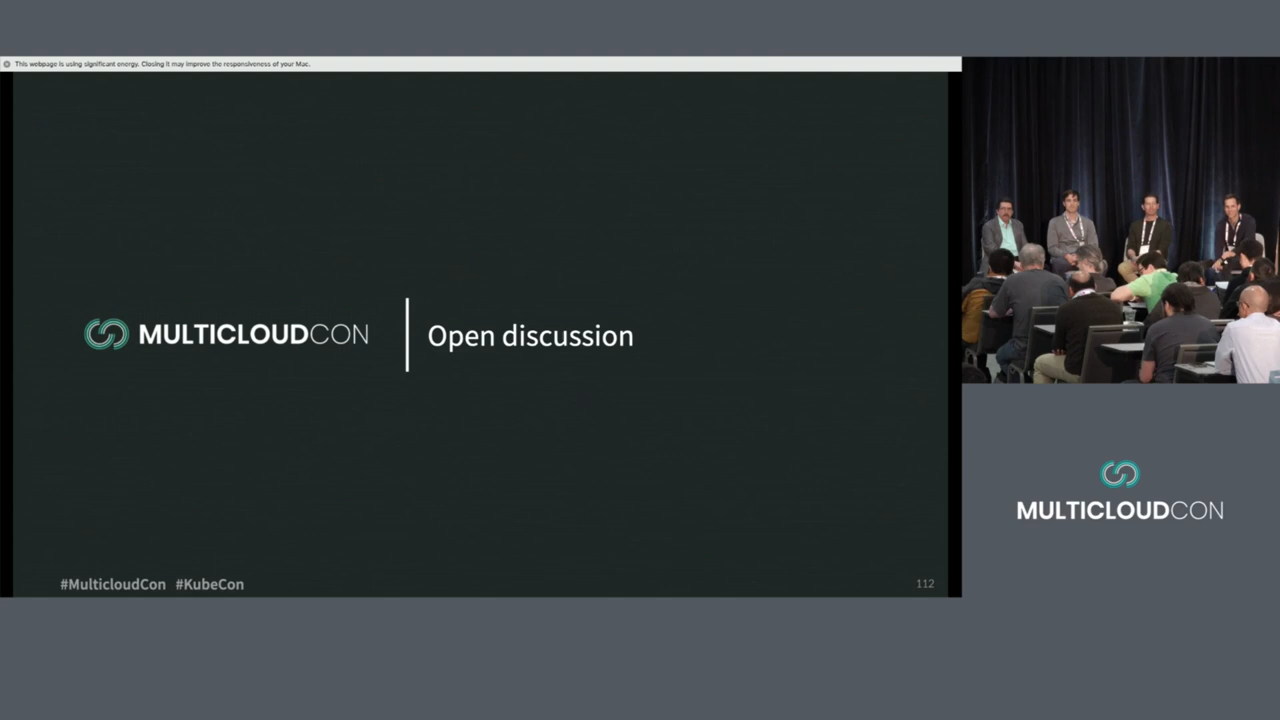 This webpage is using significant energy. Closing it may improve the responsiveness of your Mac.
MULTICLOUDCON
Open discussion
#MulticloudCon #KubeCon
112
MULTICLOUDCON